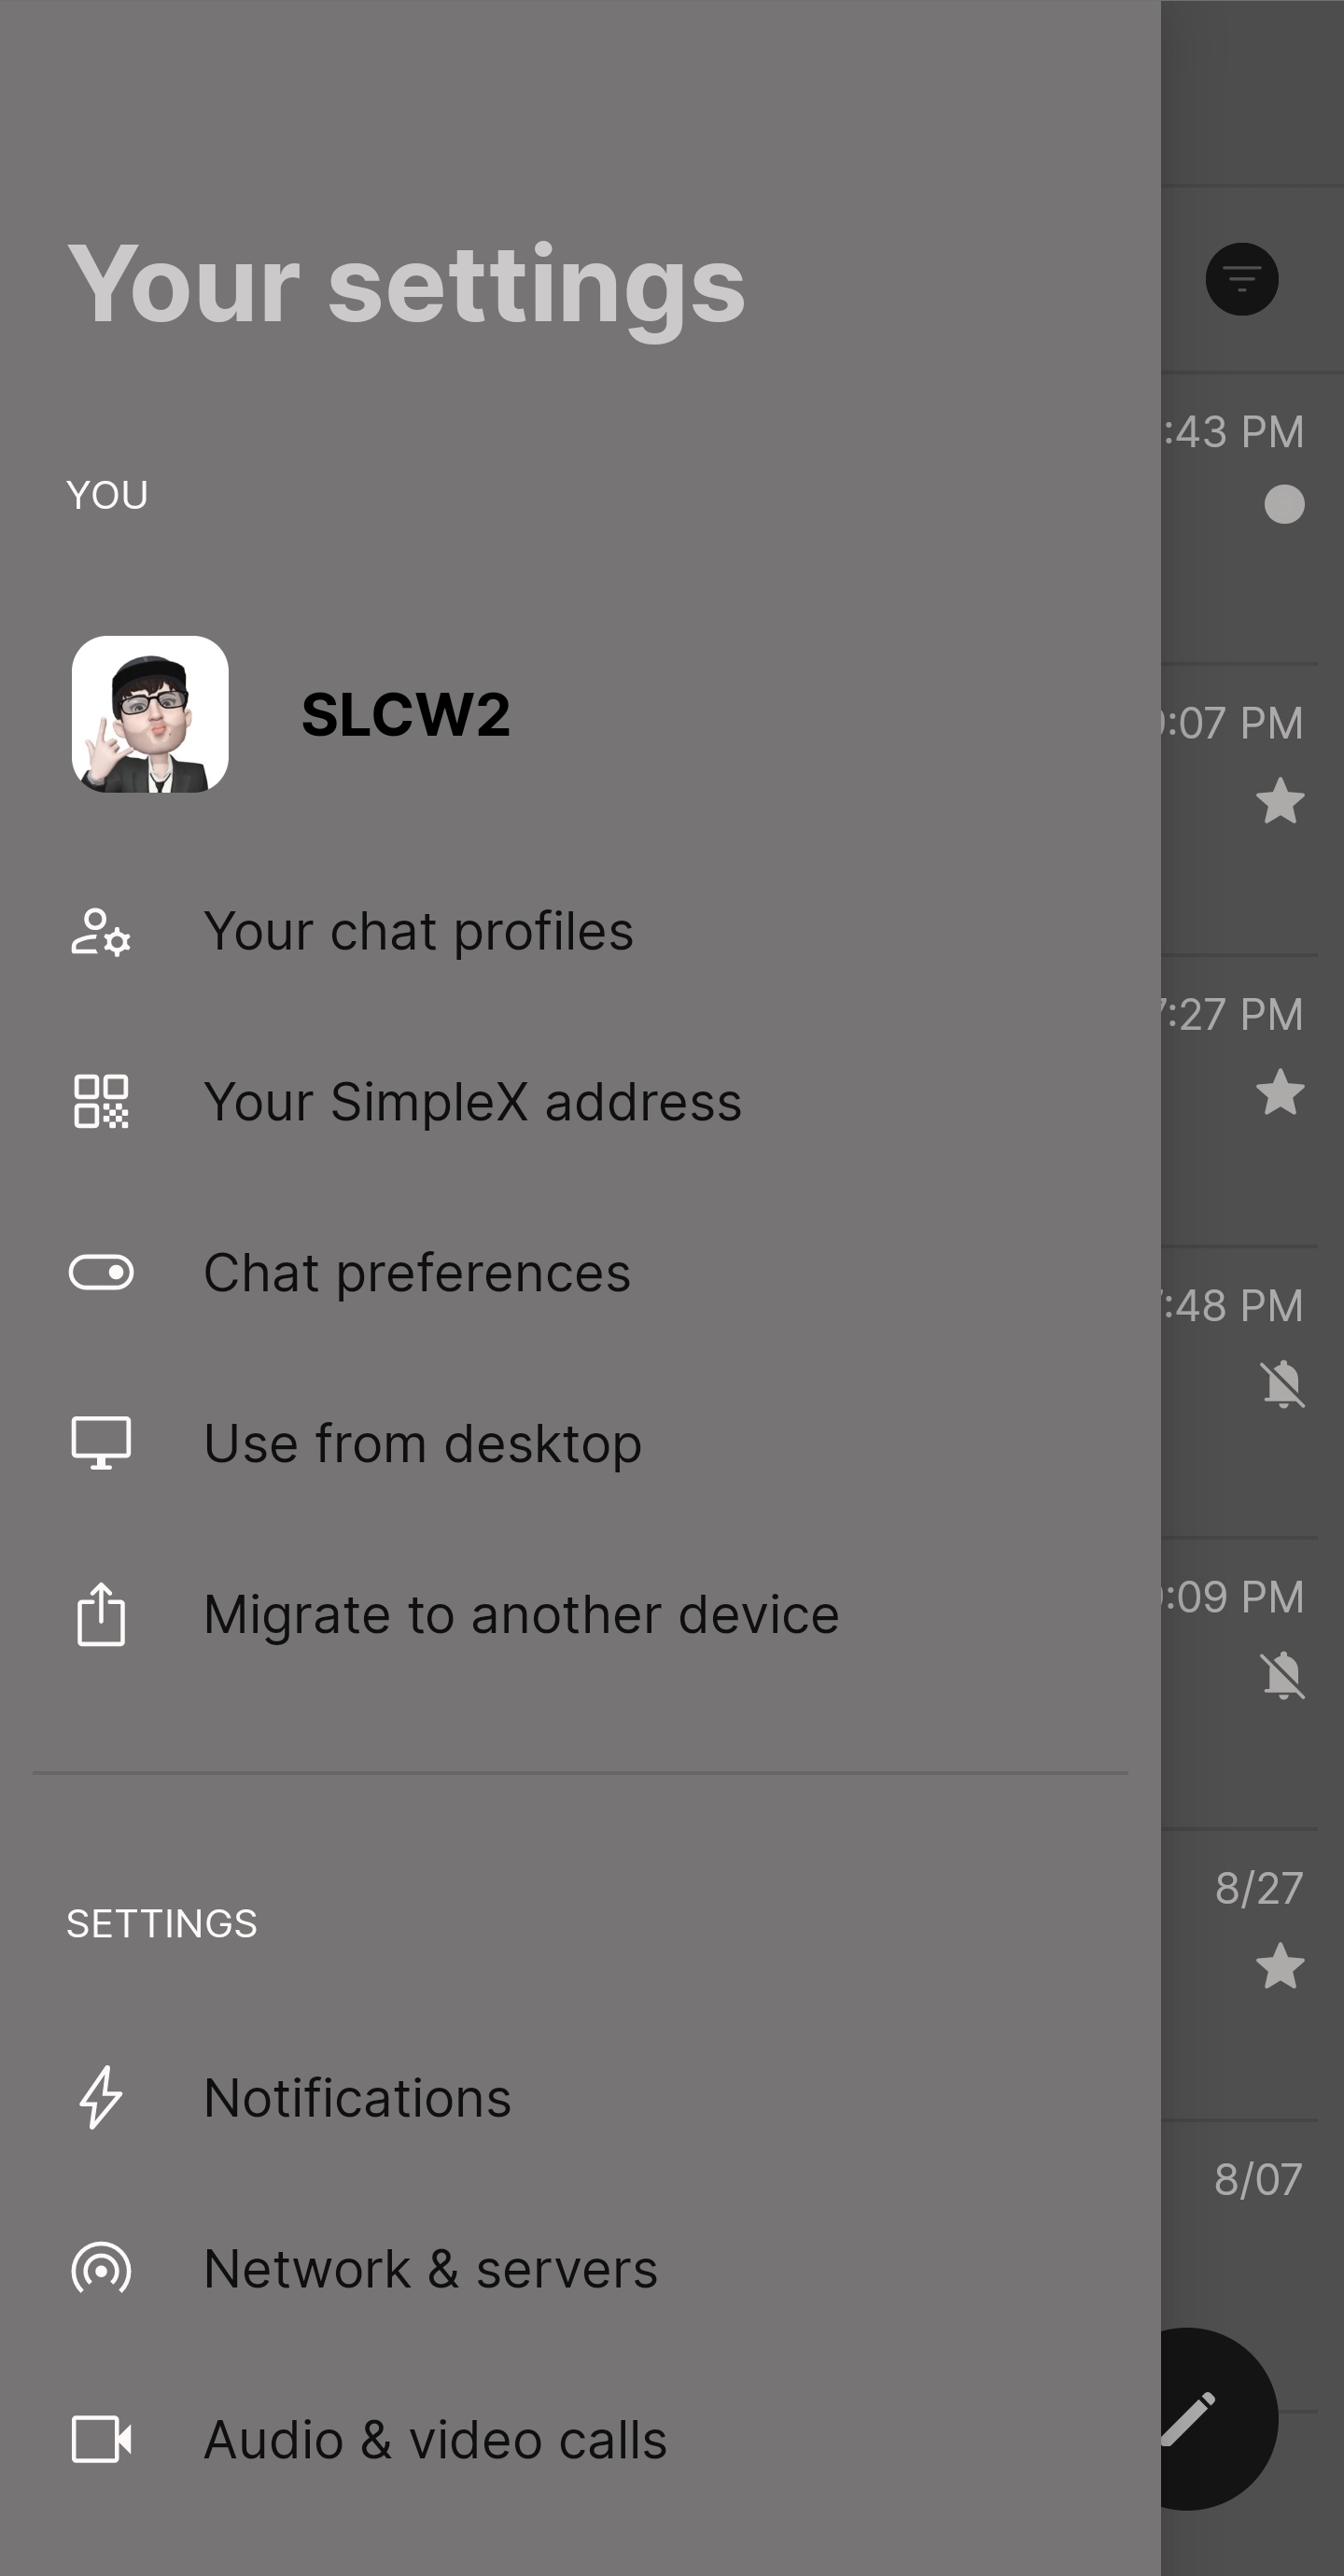 Your settings
YOU
SLCW2
Your chat profiles
Your SimpleX address
Chat preferences
Use from desktop
Migrate to another device
SETTINGS
Notifications
Network & servers
Audio & video calls
:43 PM
:07 PM
:27 PM
:48 PM
:09 PM
8/27
8/07